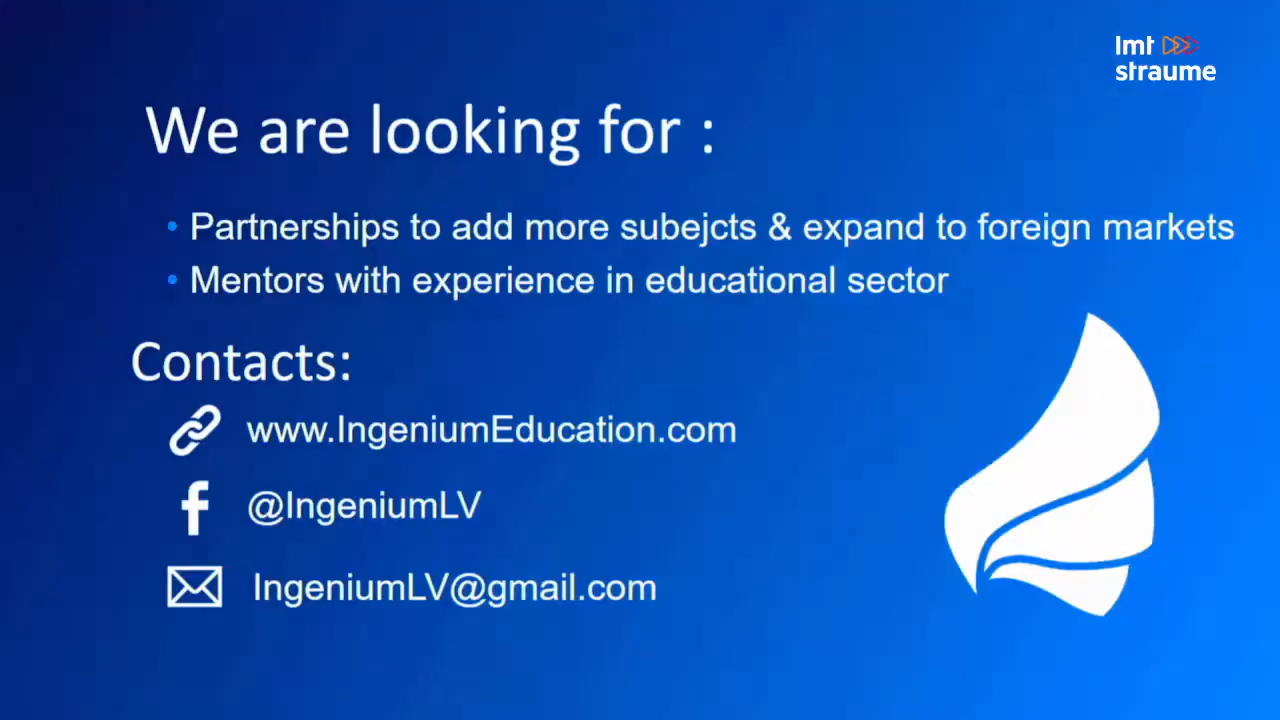 lmt
straume
We are looking for :
• Partnerships to add more subejcts & expand to foreign markets
• Mentors with experience in educational sector
Contacts:
www.IngeniumEducation.com
@IngeniumLV
IngeniumLV@gmail.com